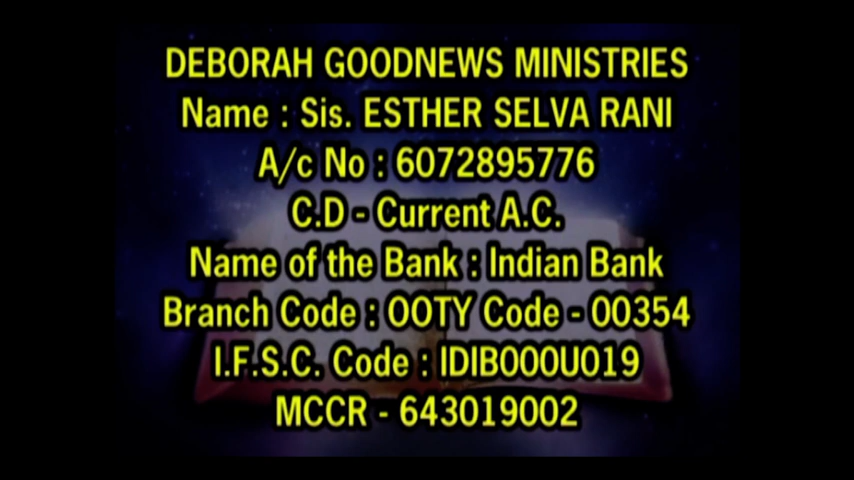 DEBORAH GOODNEWS MINISTRIES
Name : Sis. ESTHER SELVA RANI
A/c No : 6072895776
C.D - Current A.C.
Name of the Bank : Indian Bank
Branch Code : OOTY Code - 00354
I.F.S.C. Code : IDIB000U019
MCCR - 643019002